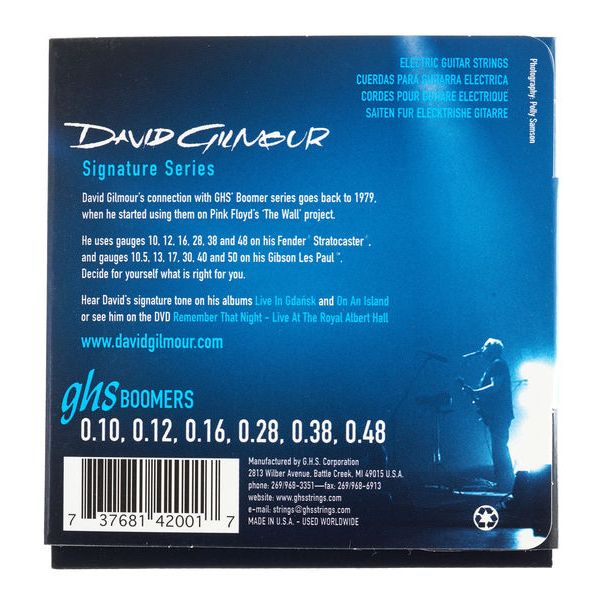 ELECTRIC GUITAR STRINGS
CUERDAS PARA GUITARRA ELECTRICA
CORDES POUR GUITARE ELECTRIQUE
SAITEN FUR ELECKTRISHE GITARRE
Photography: Polly Samson
DAVID GILMOUR
Signature Series
David Gilmour's connection with GHS' Boomer series goes back to 1979,
when he started using them on Pink Floyd's 'The Wall' project.
He uses gauges 10, 12, 16, 28, 38 and 48 on his Fender® Stratocaster®,
and gauges 10.5, 13, 17, 30, 40 and 50 on his Gibson Les Paul™.
Decide for yourself what is right for you.
Hear David's signature tone on his albums Live In Gdańsk and On An Island
or see him on the DVD Remember That Night - Live At The Royal Albert Hall
www.davidgilmour.com
ghs BOOMERS
0.10, 0.12, 0.16, 0.28, 0.38, 0.48
Manufactured by G.H.S. Corporation
2813 Wilber Avenue, Battle Creek, MI 49015 U.S.A.
phone: 269/968-3351—fax: 269/968-6913
website: www.ghsstrings.com
e-mail: strings@ghsstrings.com
MADE IN U.S.A. - USED WORLDWIDE
7 37681 42001 7